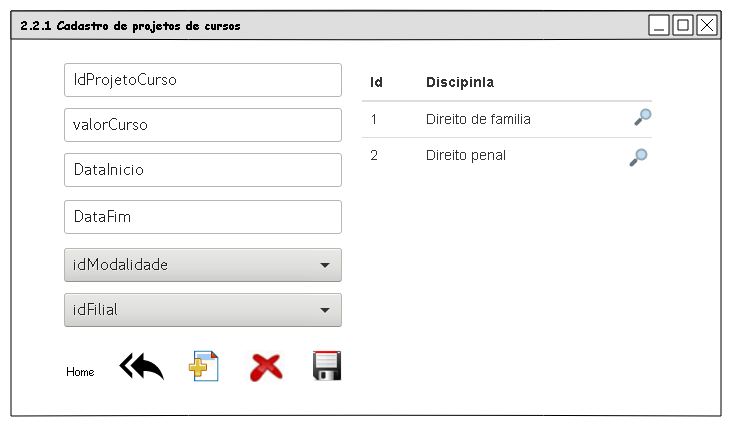 2.2.1 Cadastro de projetos de cursos
IdProjetoCurso
valorCurso
DataInicio
DataFim
idModalidade
idFilial
Home
Id Discipinla
1 Direito de familia
2 Direito penal